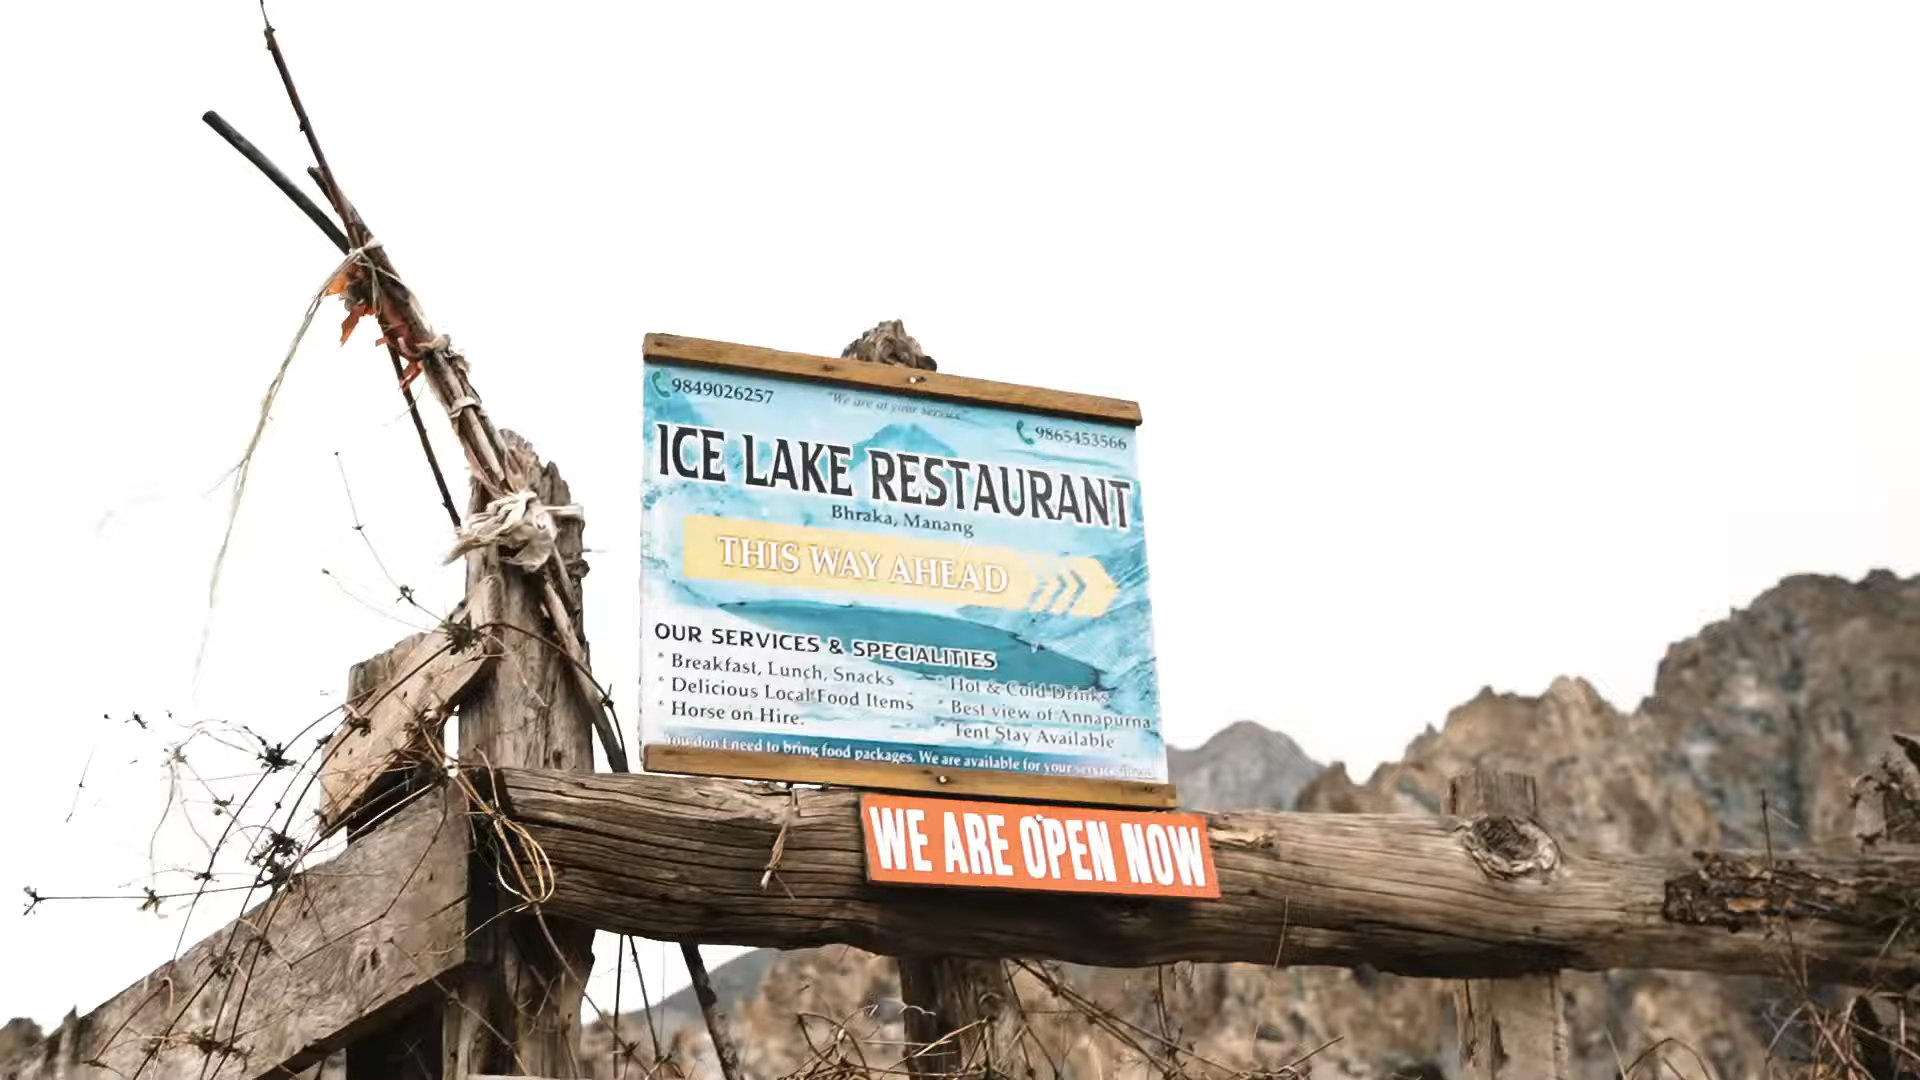 9849026257
"We are at your service"
9865453566
ICE LAKE RESTAURANT
Bhraka, Manang
THIS WAY AHEAD
OUR SERVICES & SPECIALITIES
* Breakfast, Lunch, Snacks
* Delicious Local Food Items
* Horse on Hire.
* Hot & Cold Drinks
* Best view of Annapurna
* Tent Stay Available
You don't need to bring food packages. We are available for your service
WE ARE OPEN NOW